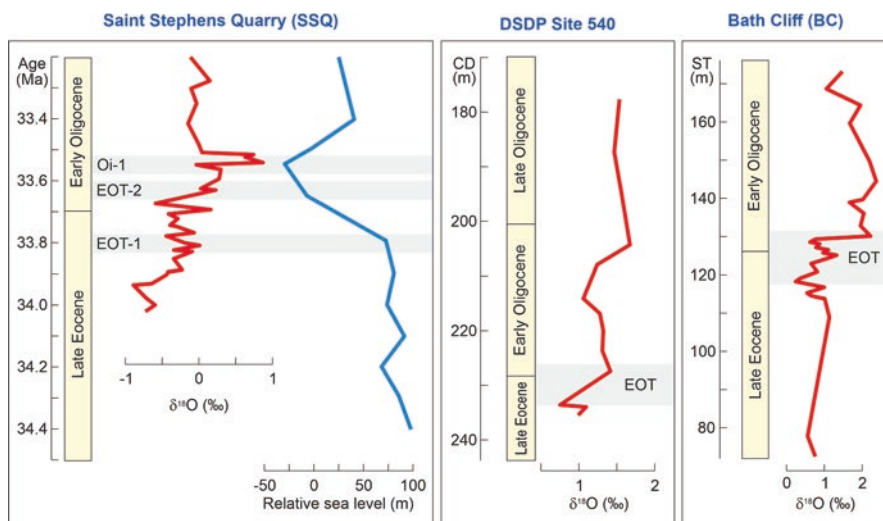 Saint Stephens Quarry (SSQ)
DSDP Site 540
Bath Cliff (BC)
Age
(Ma)
33.4
33.6
33.8
34.0
34.2
34.4
Early Oligocene
Late Eocene
Oi-1
EOT-2
EOT-1
-1
0
1
δ¹⁸O (‰)
-50
0
50
100
Relative sea level (m)
CD
(m)
180
200
220
240
Late Oligocene
Early Oligocene
Late Eocene
EOT
1
2
δ¹⁸O (‰)
ST
(m)
160
140
120
100
80
Early Oligocene
Late Eocene
EOT
0
1
2
δ¹⁸O (‰)